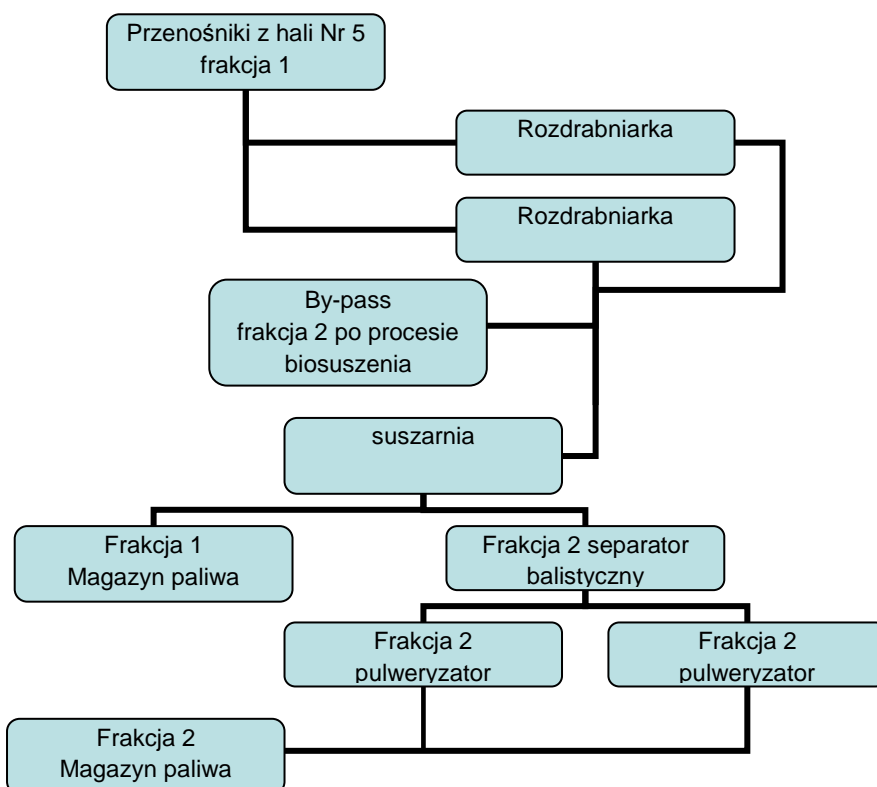 Przenośniki z hali Nr 5
frakcja 1
Rozdrabniarka
Rozdrabniarka
By-pass
frakcja 2 po procesie
biosuszenia
suszarnia
Frakcja 1
Magazyn paliwa
Frakcja 2 separator
balistyczny
Frakcja 2
pulweryzator
Frakcja 2
pulweryzator
Frakcja 2
Magazyn paliwa